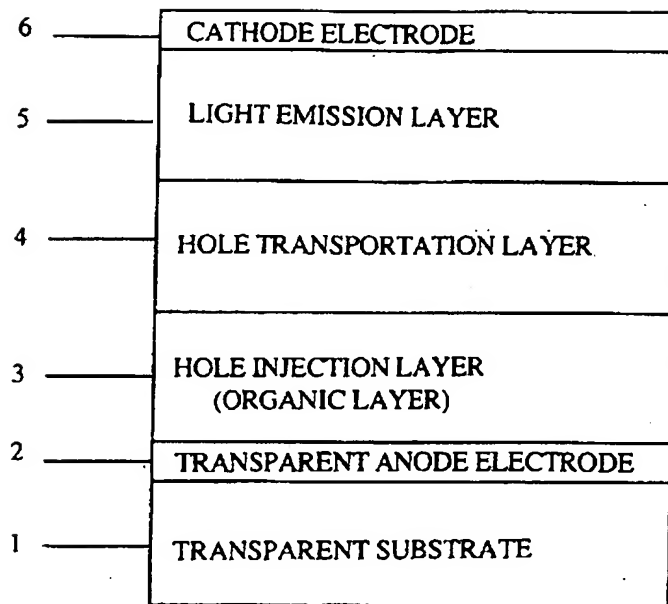 6 CATHODE ELECTRODE
5 LIGHT EMISSION LAYER
4 HOLE TRANSPORTATION LAYER
3 HOLE INJECTION LAYER
(ORGANIC LAYER)
2 TRANSPARENT ANODE ELECTRODE
1 TRANSPARENT SUBSTRATE